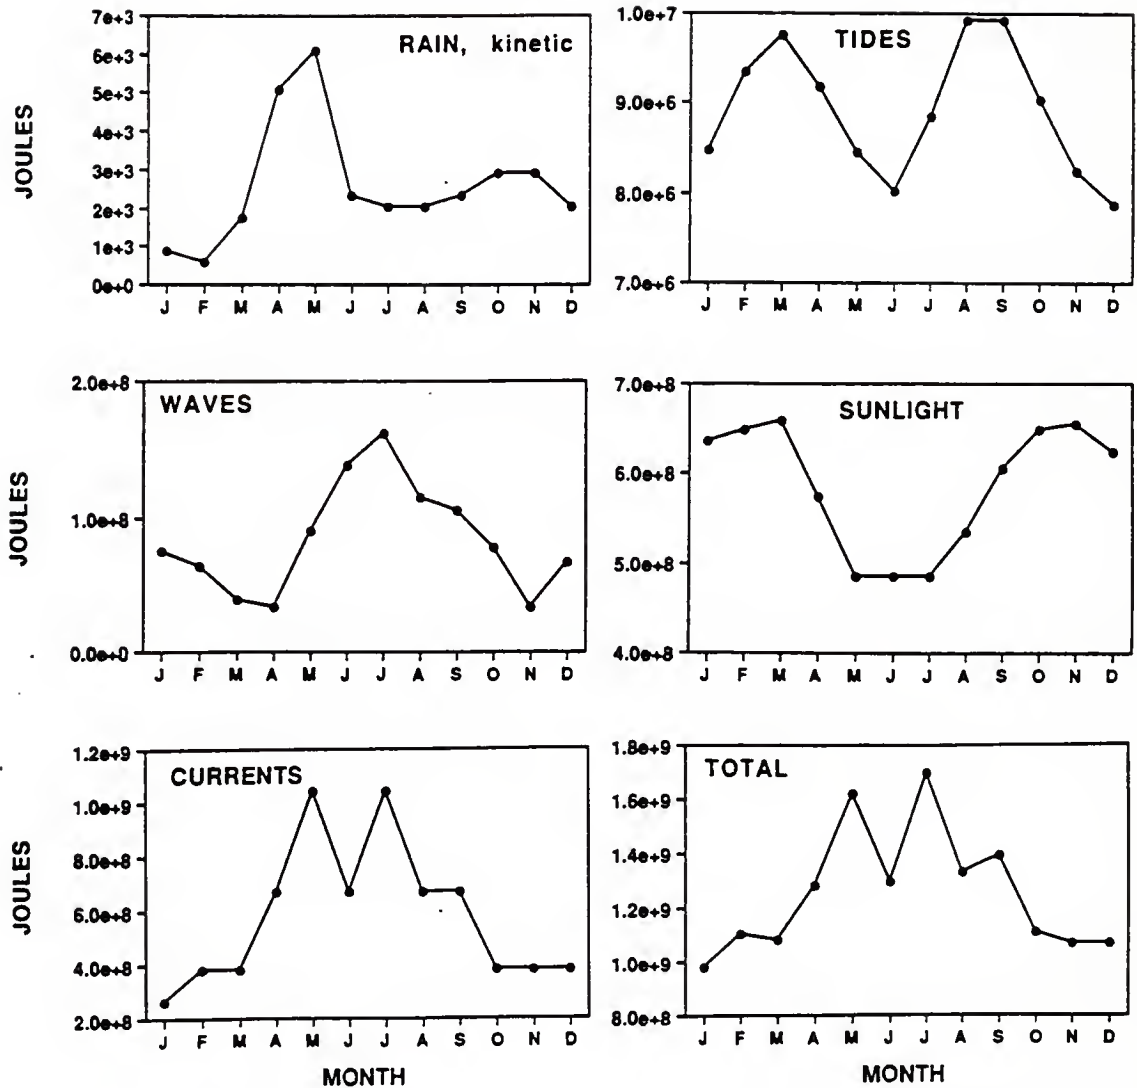 RAIN, kinetic
JOULES
7e+3
6e+3
5e+3
4e+3
3e+3
2e+3
1e+3
0e+0
J F M A M J J A S O N D
TIDES
1.0e+7
9.0e+6
8.0e+6
7.0e+6
J F M A M J J A S O N D
WAVES
JOULES
2.0e+8
1.0e+8
0.0e+0
J F M A M J J A S O N D
SUNLIGHT
7.0e+8
6.0e+8
5.0e+8
4.0e+8
J F M A M J J A S O N D
CURRENTS
JOULES
1.2e+9
1.0e+9
8.0e+8
6.0e+8
4.0e+8
2.0e+8
J F M A M J J A S O N D
MONTH
TOTAL
1.8e+9
1.6e+9
1.4e+9
1.2e+9
1.0e+9
8.0e+8
J F M A M J J A S O N D
MONTH